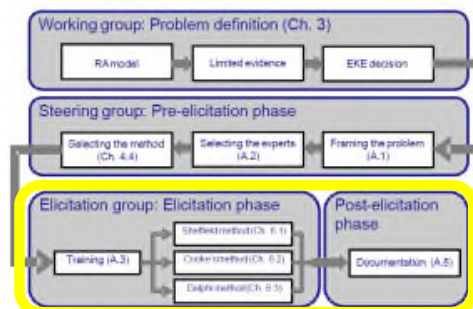 Working group: Problem definition (Ch. 3)
RA model
Limited evidence
EKE decision
Steering group: Pre-elicitation phase
Selecting the method
(Ch. 4.4)
Selecting the experts
(A.2)
Framing the problem
(A.1)
Elicitation group: Elicitation phase
Training (A.3)
Sheffield method (Ch. 6.1)
Cooke's method (Ch. 6.2)
Delphi method (Ch. 6.3)
Post-elicitation
phase
Documentation (A.5)